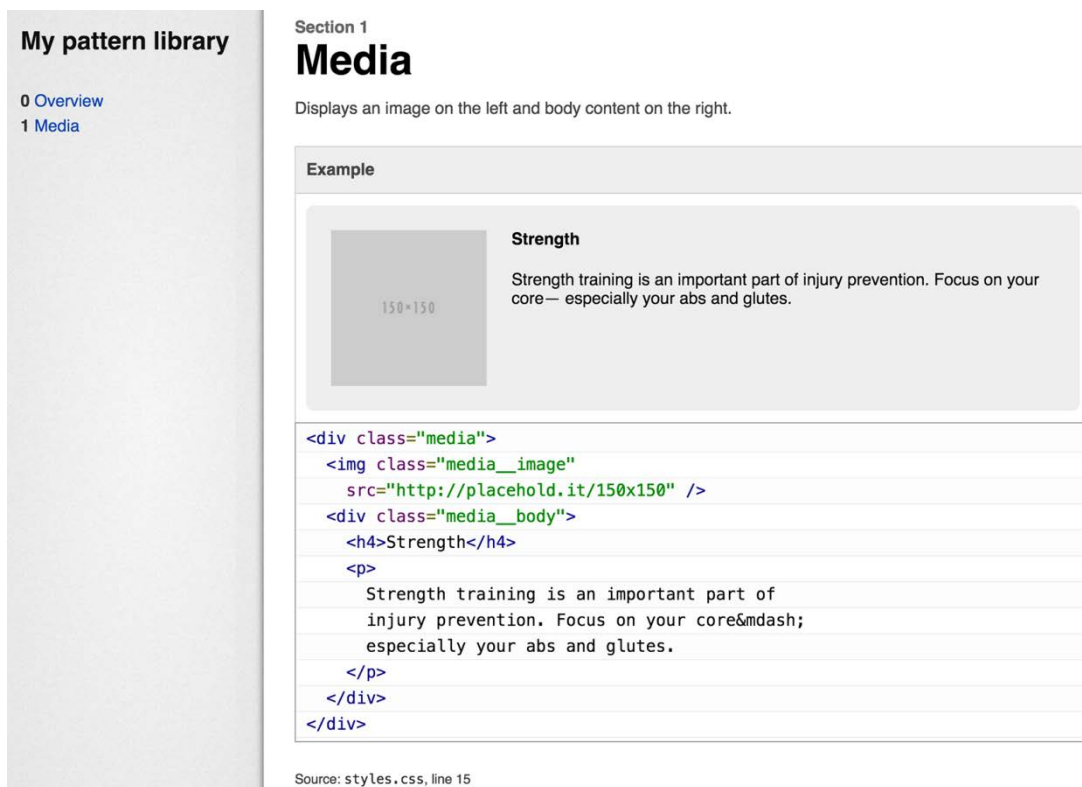 My pattern library
0 Overview
1 Media
Section 1
Media
Displays an image on the left and body content on the right.
Example
150×150
Strength
Strength training is an important part of injury prevention. Focus on your
core— especially your abs and glutes.
<div class="media">
  <img class="media__image"
    src="http://placehold.it/150x150" />
  <div class="media__body">
    <h4>Strength</h4>
    <p>
      Strength training is an important part of
      injury prevention. Focus on your core&mdash;
      especially your abs and glutes.
    </p>
  </div>
</div>
Source: styles.css, line 15